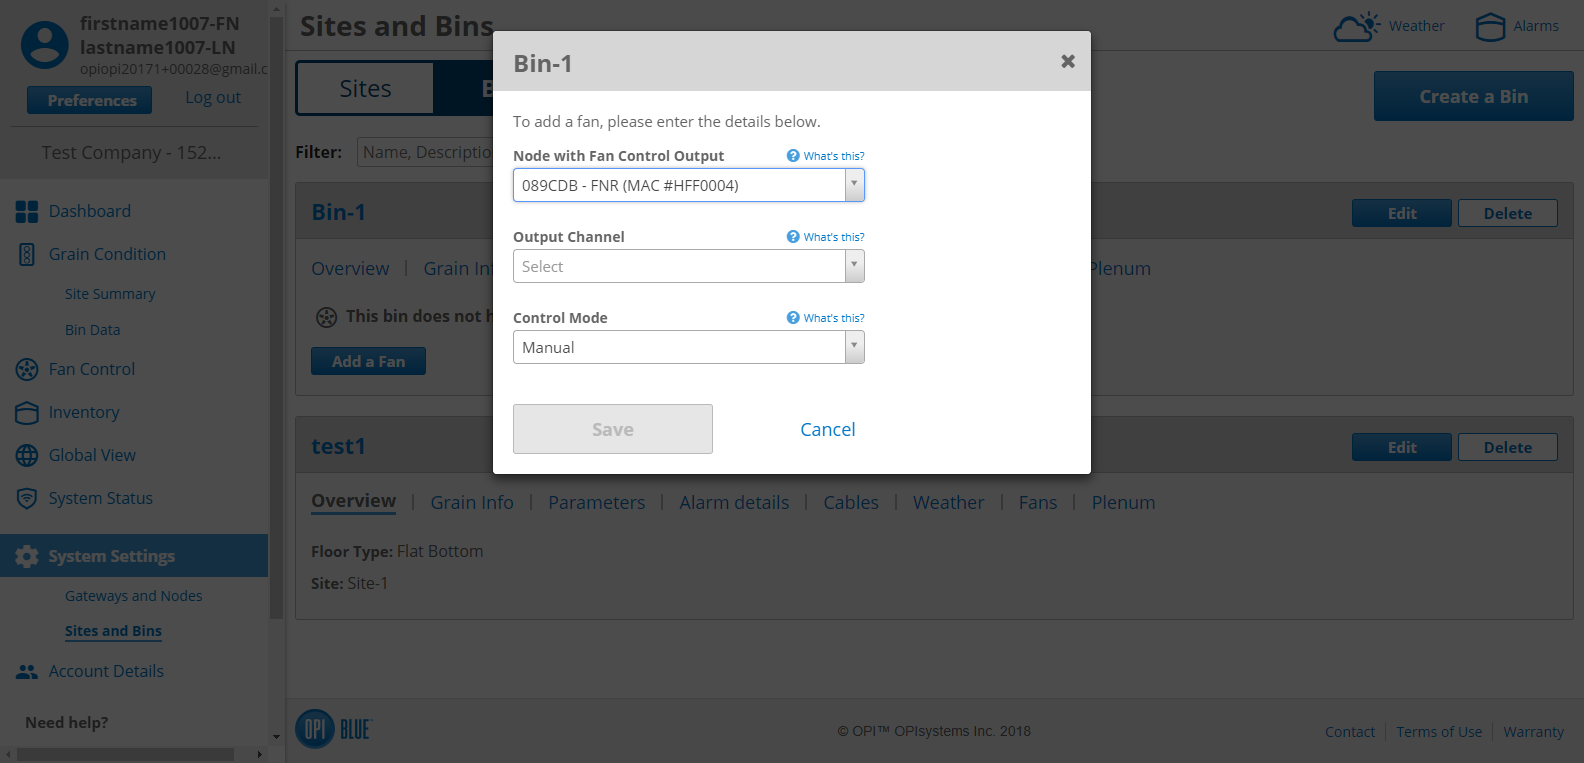 firstname1007-FN
lastname1007-LN
opiopi20171+00028@gmail.c
Preferences
Log out
Test Company - 152...
Dashboard
Grain Condition
Site Summary
Bin Data
Fan Control
Inventory
Global View
System Status
System Settings
Gateways and Nodes
Sites and Bins
Account Details
Need help?
Sites and Bins
Weather
Alarms
Sites
B
Create a Bin
Filter:
Name, Descriptio
Bin-1
Edit
Delete
Overview | Grain Inf
Plenum
This bin does not h
Add a Fan
Bin-1
×
To add a fan, please enter the details below.
Node with Fan Control Output
? What's this?
089CDB - FNR (MAC #HFF0004)
Output Channel
? What's this?
Select
Control Mode
? What's this?
Manual
Save
Cancel
test1
Edit
Delete
Overview | Grain Info | Parameters | Alarm details | Cables | Weather | Fans | Plenum
Floor Type: Flat Bottom
Site: Site-1
OPI BLUE™
© OPI™ OPIsystems Inc. 2018
Contact | Terms of Use | Warranty